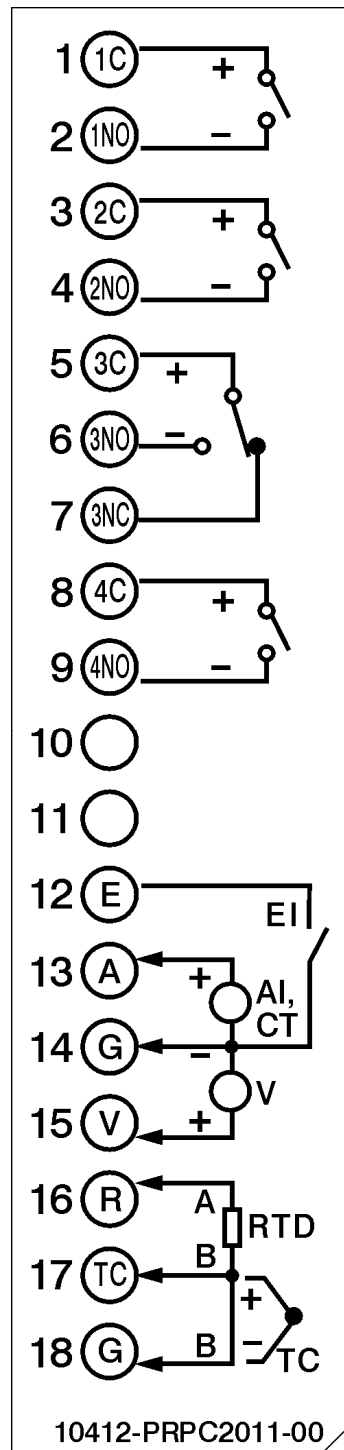 1 1C +
2 1NO −
3 2C +
4 2NO −
5 3C +
6 3NO −
7 3NC
8 4C +
9 4NO −
10
11
12 E
EI
13 A + AI,
CT
14 G −
V
15 V +
16 R A
RTD
17 TC B
+
18 G B −
TC
10412-PRPC2011-00